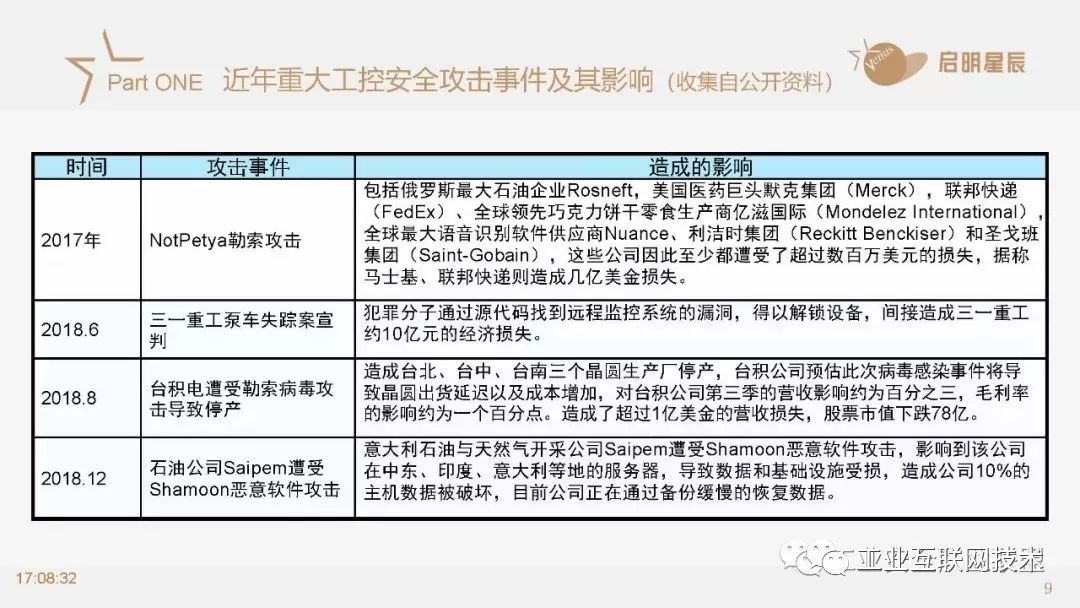 Part ONE 近年重大工控安全攻击事件及其影响（收集自公开资料）
Venus 启明星辰
时间 攻击事件 造成的影响
2017年 NotPetya勒索攻击
包括俄罗斯最大石油企业Rosneft，美国医药巨头默克集团（Merck），联邦快递
（FedEx）、全球领先巧克力饼干零食生产商亿滋国际（Mondelez International），
全球最大语音识别软件供应商Nuance、利洁时集团（Reckitt Benckiser）和圣戈班
集团（Saint-Gobain），这些公司因此至少都遭受了超过数百万美元的损失，据称
马士基、联邦快递则造成几亿美金损失。
2018.6
三一重工泵车失踪案宣
判
犯罪分子通过源代码找到远程监控系统的漏洞，得以解锁设备，间接造成三一重工
约10亿元的经济损失。
2018.8
台积电遭受勒索病毒攻
击导致停产
造成台北、台中、台南三个晶圆生产厂停产，台积公司预估此次病毒感染事件将导
致晶圆出货延迟以及成本增加，对台积公司第三季的营收影响约为百分之三，毛利率
的影响约为一个百分点。造成了超过1亿美金的营收损失，股票市值下跌78亿。
2018.12
石油公司Saipem遭受
Shamoon恶意软件攻击
意大利石油与天然气开采公司Saipem遭受Shamoon恶意软件攻击，影响到该公司
在中东、印度、意大利等地的服务器，导致数据和基础设施受损，造成公司10%的
主机数据被破坏，目前公司正在通过备份缓慢的恢复数据。
工业互联网技术
17:08:32
9